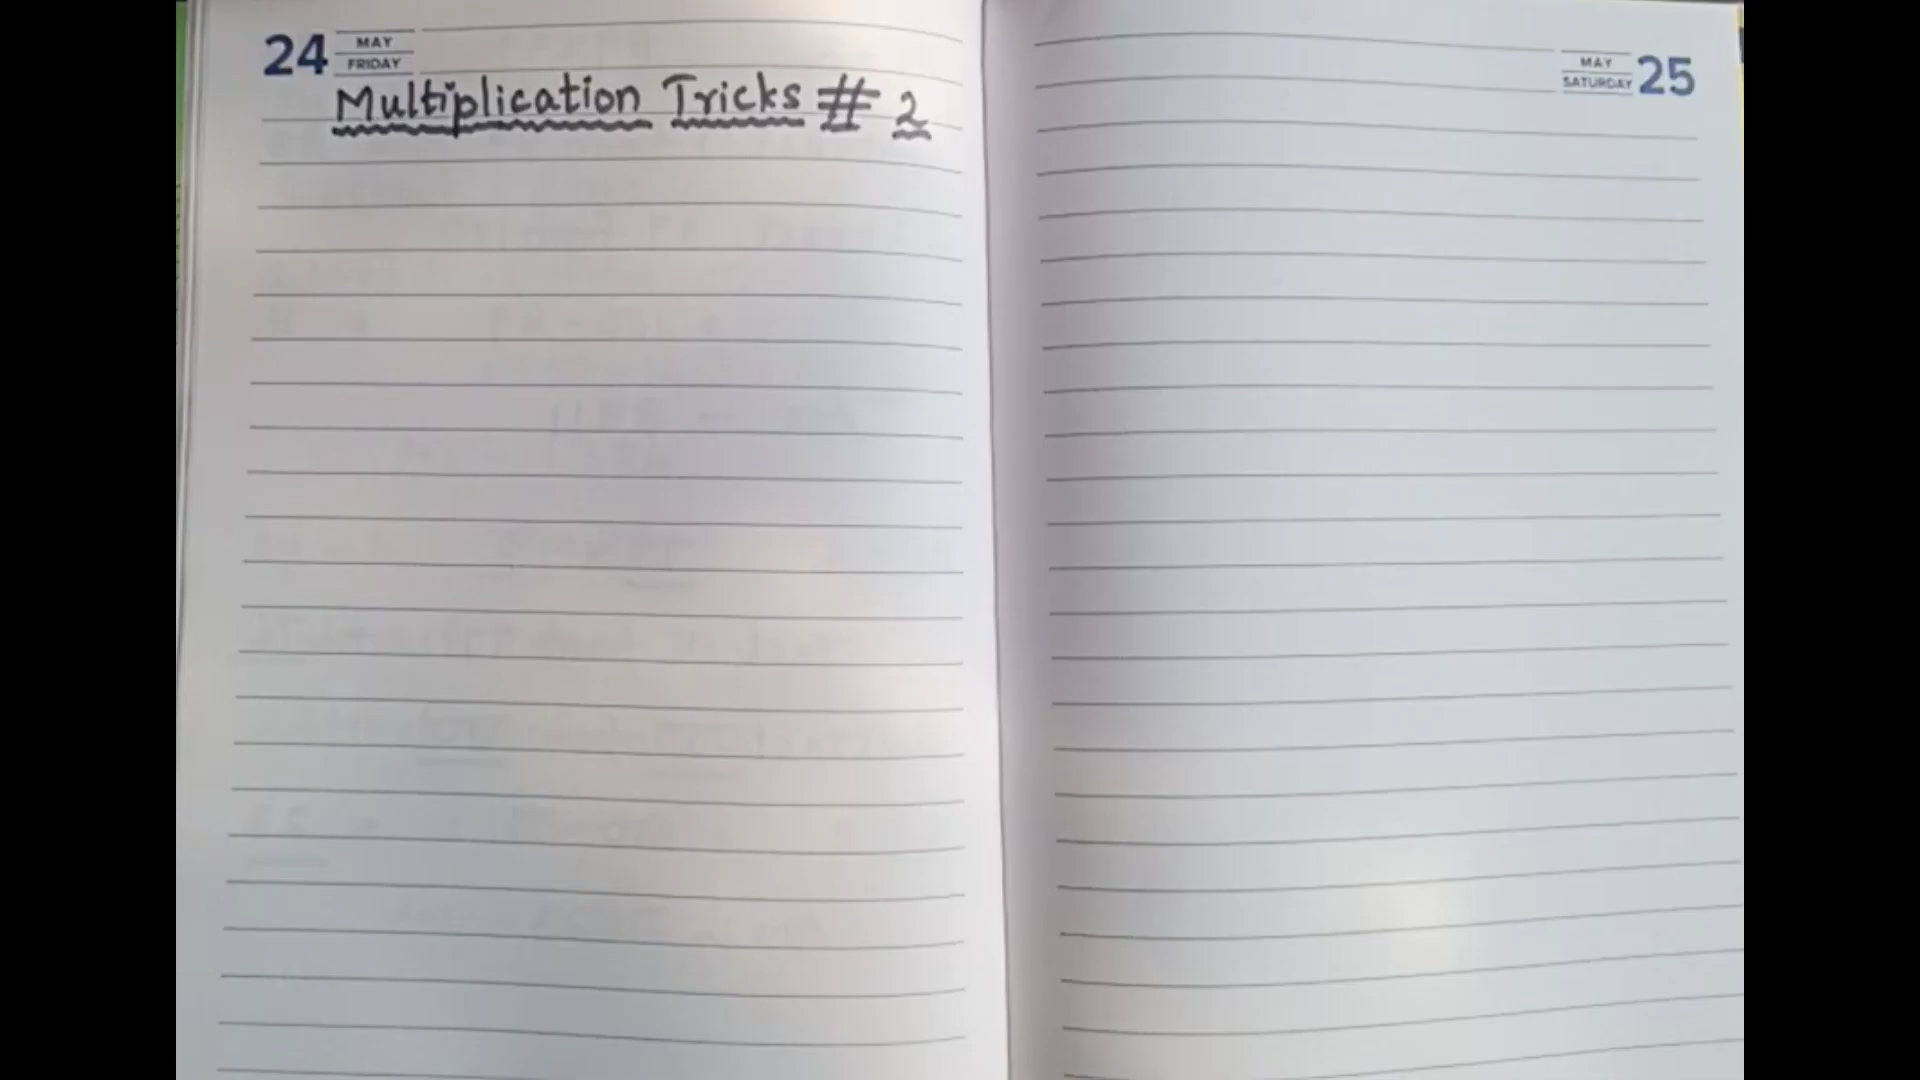 24 MAY
FRIDAY
Multiplication Tricks # 2
MAY 25
SATURDAY